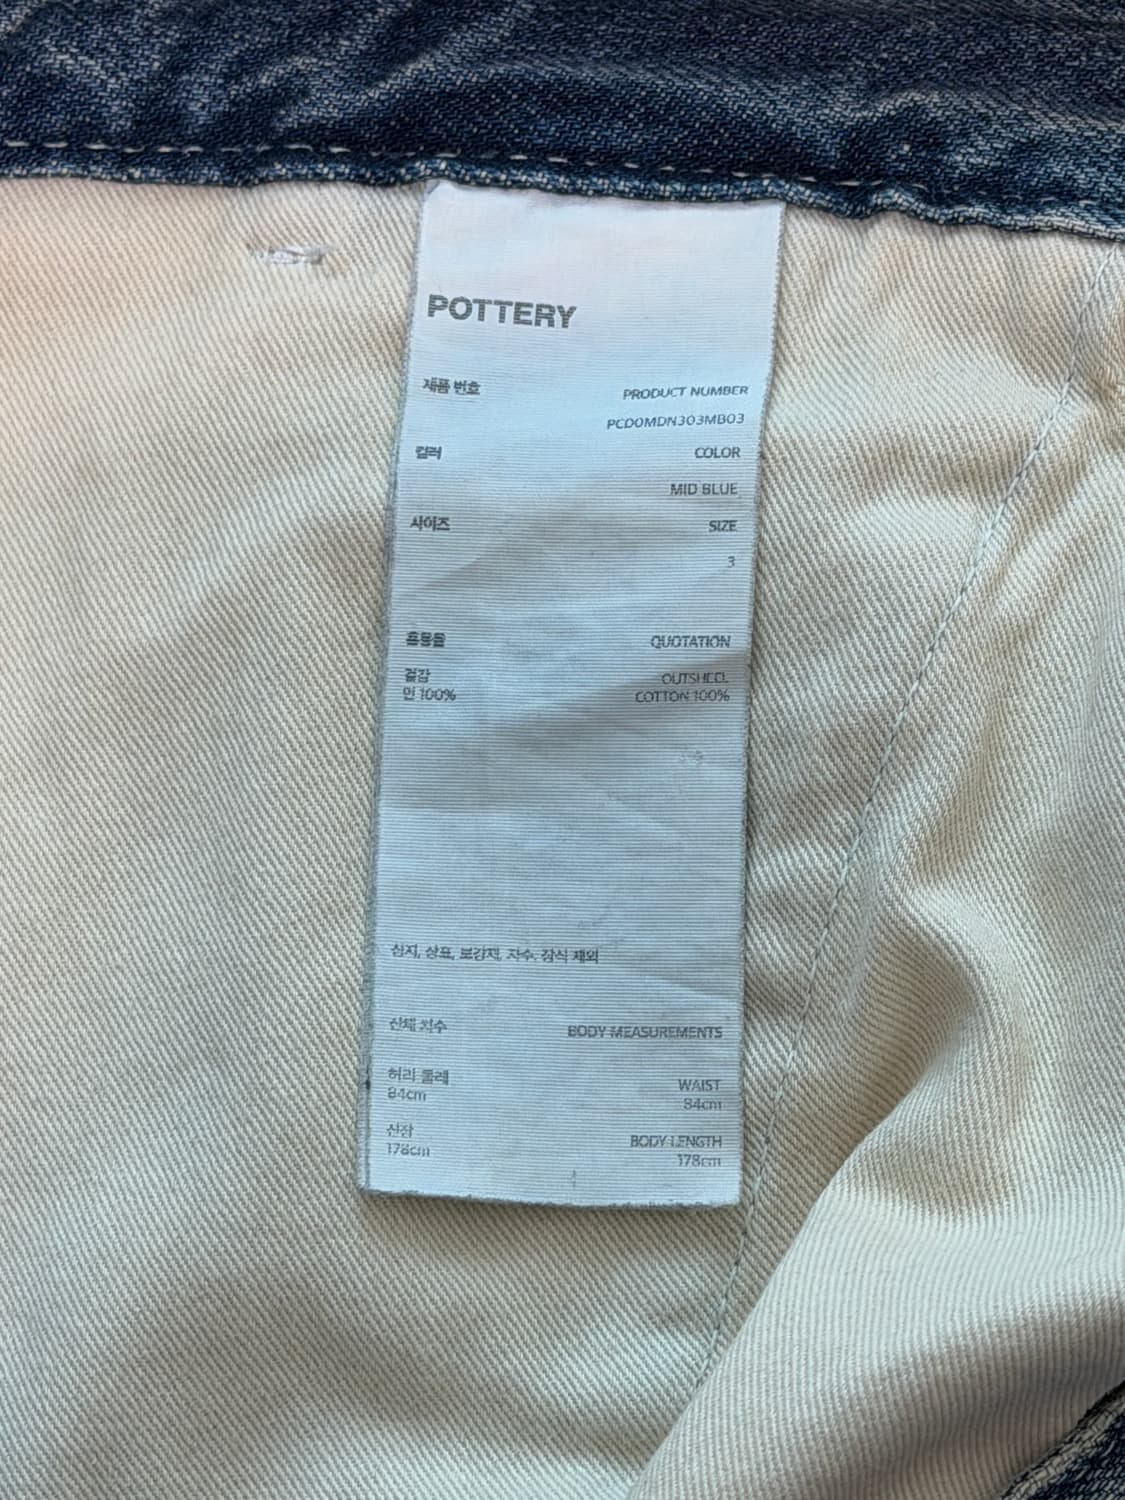 POTTERY
제품 번호 PRODUCT NUMBER
PCD0MDN303MB03
컬러 COLOR
MID BLUE
사이즈 SIZE
3
혼용율 QUOTATION
겉감 OUTSHEEL
면 100% COTTON 100%
심지, 상표, 보강재, 자수, 장식 제외
신체 치수 BODY MEASUREMENTS
허리 둘레 WAIST
84cm 84cm
신장 BODY LENGTH
178cm 178cm